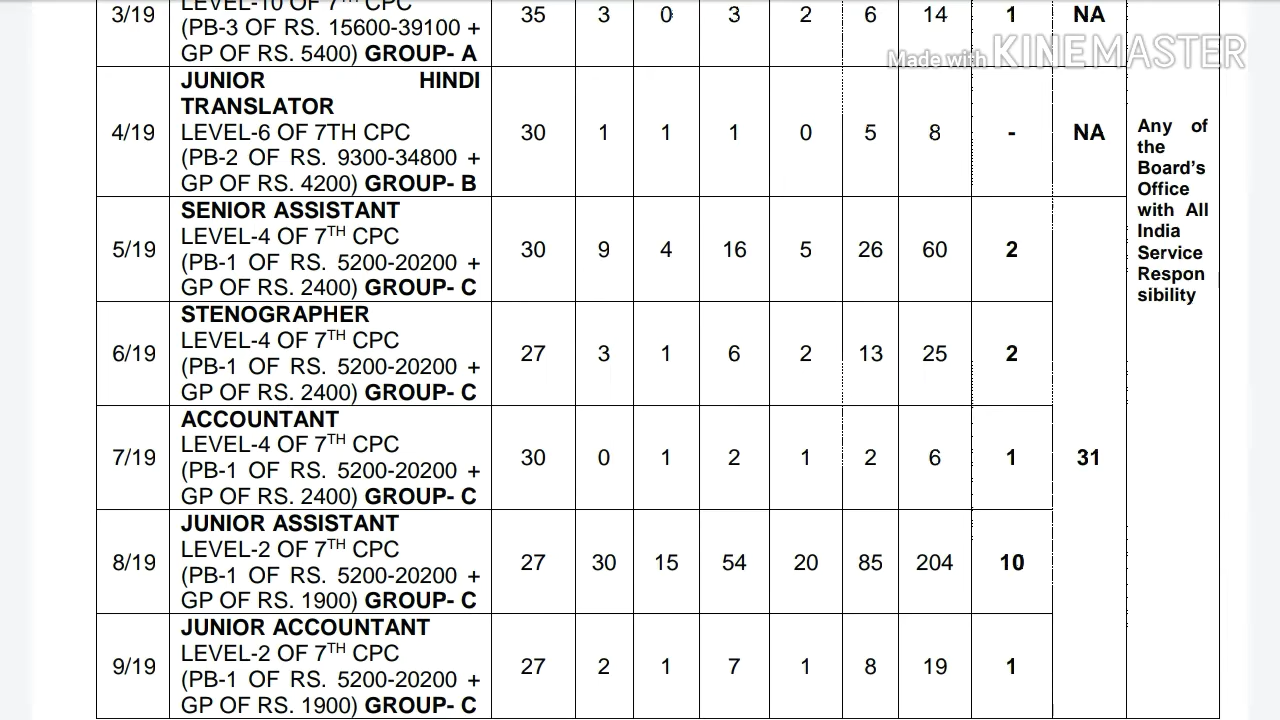 LEVEL-10 OF 7TH CPC
3/19 (PB-3 OF RS. 15600-39100 + 35 3 0 3 2 6 14 1 NA
GP OF RS. 5400) GROUP- A
Made with KINEMASTER
JUNIOR HINDI
TRANSLATOR
4/19 LEVEL-6 OF 7TH CPC 30 1 1 1 0 5 8 - NA
(PB-2 OF RS. 9300-34800 +
GP OF RS. 4200) GROUP- B
Any of
the
Board's
Office
with All
India
Service
Respon
sibility
SENIOR ASSISTANT
LEVEL-4 OF 7TH CPC
5/19 (PB-1 OF RS. 5200-20200 + 30 9 4 16 5 26 60 2
GP OF RS. 2400) GROUP- C
STENOGRAPHER
LEVEL-4 OF 7TH CPC
6/19 (PB-1 OF RS. 5200-20200 + 27 3 1 6 2 13 25 2
GP OF RS. 2400) GROUP- C
ACCOUNTANT
LEVEL-4 OF 7TH CPC
7/19 (PB-1 OF RS. 5200-20200 + 30 0 1 2 1 2 6 1 31
GP OF RS. 2400) GROUP- C
JUNIOR ASSISTANT
LEVEL-2 OF 7TH CPC
8/19 (PB-1 OF RS. 5200-20200 + 27 30 15 54 20 85 204 10
GP OF RS. 1900) GROUP- C
JUNIOR ACCOUNTANT
LEVEL-2 OF 7TH CPC
9/19 (PB-1 OF RS. 5200-20200 + 27 2 1 7 1 8 19 1
GP OF RS. 1900) GROUP- C